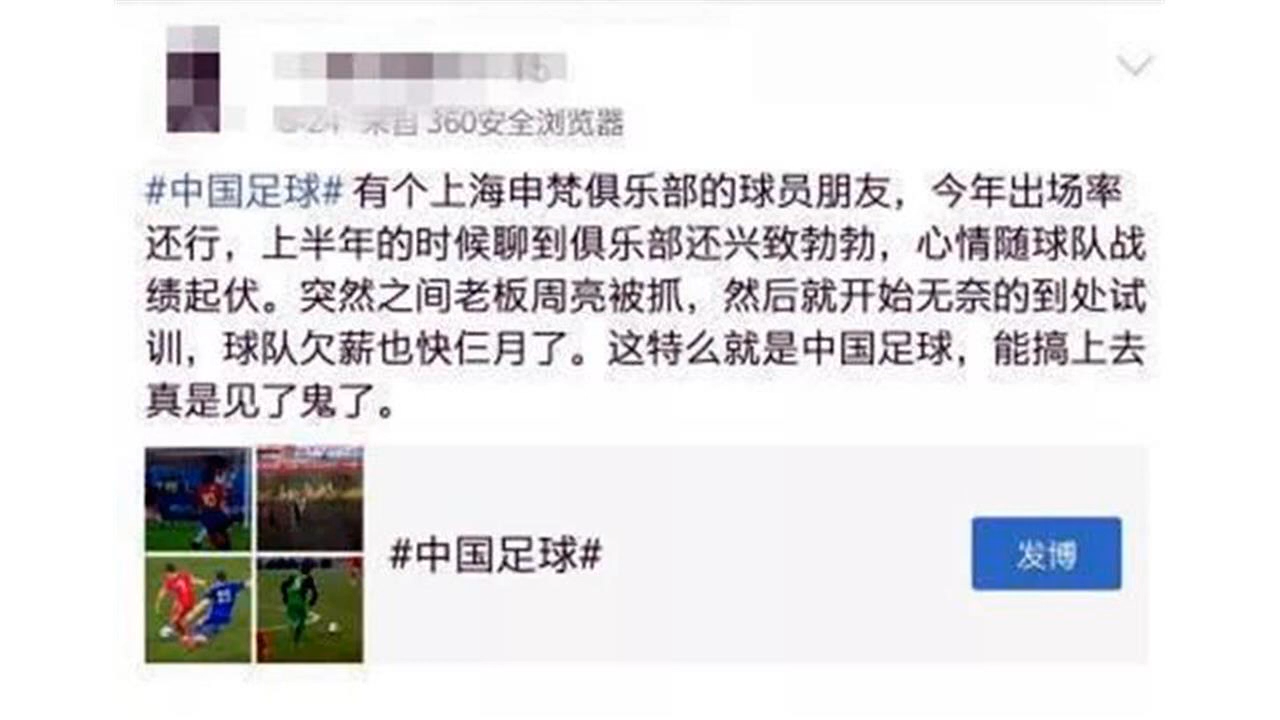 来自 360安全浏览器
#中国足球# 有个上海申梵俱乐部的球员朋友，今年出场率
还行，上半年的时候聊到俱乐部还兴致勃勃，心情随球队战
绩起伏。突然之间老板周亮被抓，然后就开始无奈的到处试
训，球队欠薪也快仨月了。这特么就是中国足球，能搞上去
真是见了鬼了。
#中国足球#
发博